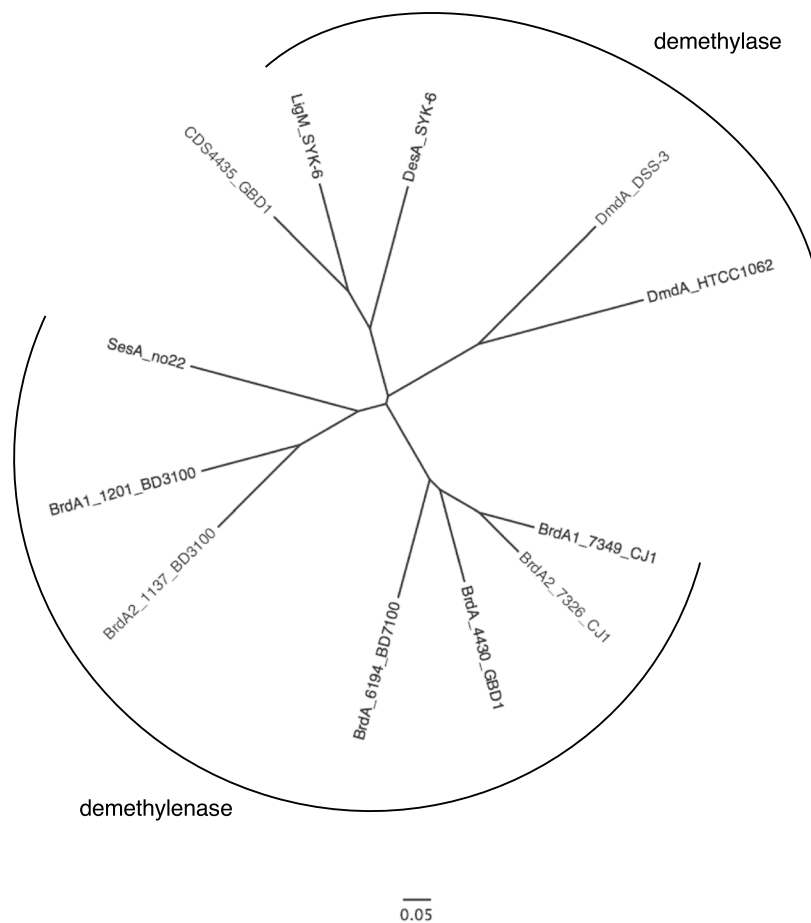 demethylase
LigM_SYK-6
DesA_SYK-6
CDS4435_GBD1
DmdA_DSS-3
DmdA_HTCC1062
SesA_no22
BrdA1_1201_BD3100
BrdA2_1137_BD3100
BrdA1_7349_CJ1
BrdA2_7326_CJ1
BrdA_4430_GBD1
BrdA_6194_BD7100
demethylenase
0.05